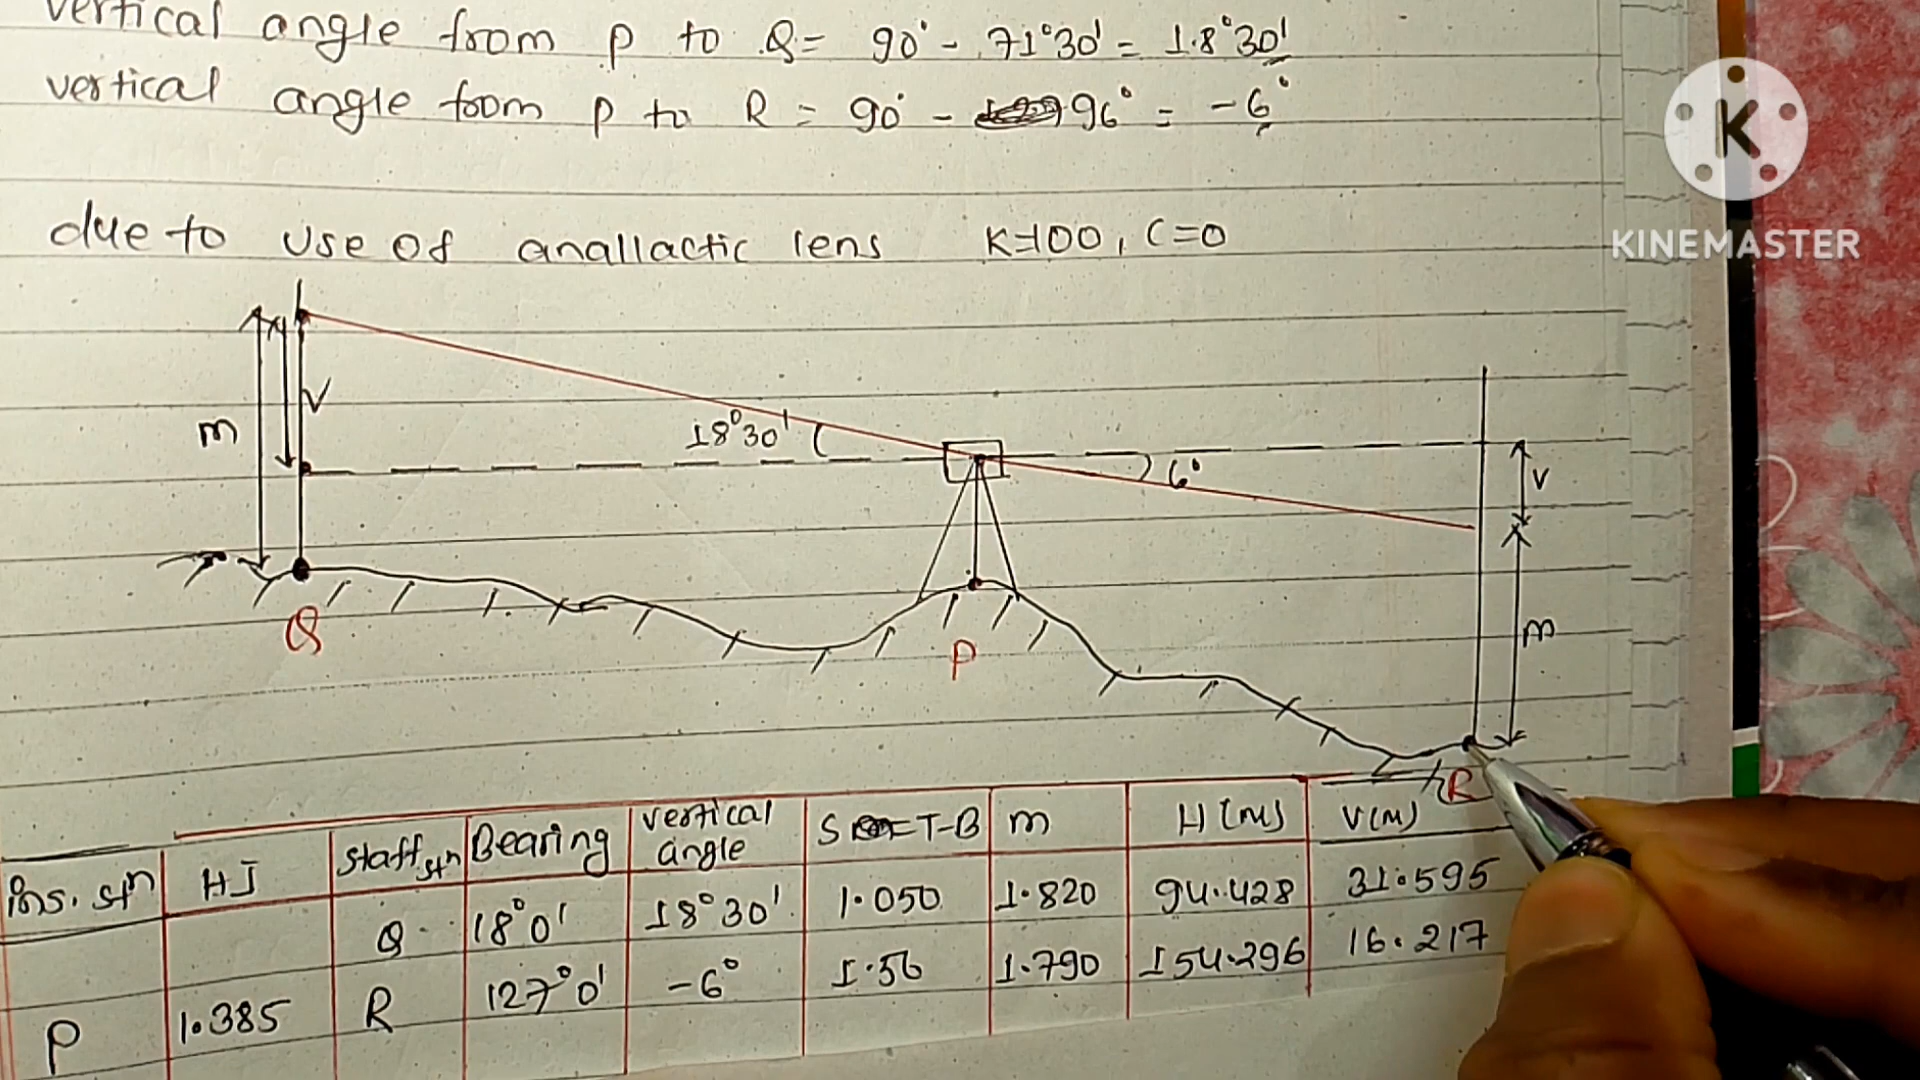 vertical angle from P to Q = 90° - 71°30' = 18°30'
vertical angle from P to R = 90° - 96° = -6°
K
KINEMASTER
due to use of anallactic lens K=100, C=0
m
V
18°30'
6°
V
m
Q
P
R
ins. stn HI staff stn Bearing vertical angle S = T-B m H(m) V(m)
Q 18°0' 18°30' 1.050 1.820 94.428 31.595
P 1.385 R 127°0' -6° 1.56 1.790 154.296 16.217